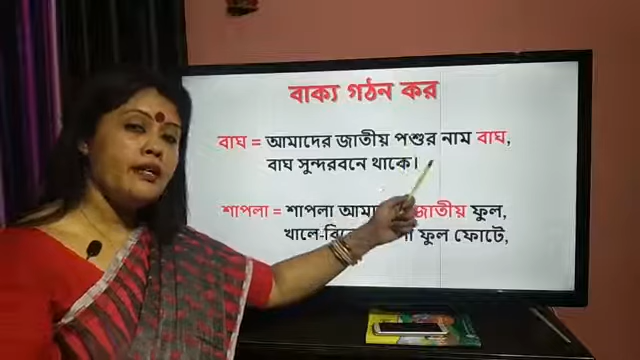 বাক্য গঠন কর
বাঘ = আমাদের জাতীয় পশুর নাম বাঘ,
বাঘ সুন্দরবনে থাকে।
শাপলা = শাপলা জাতীয় ফুল,
ফুল ফোটে,